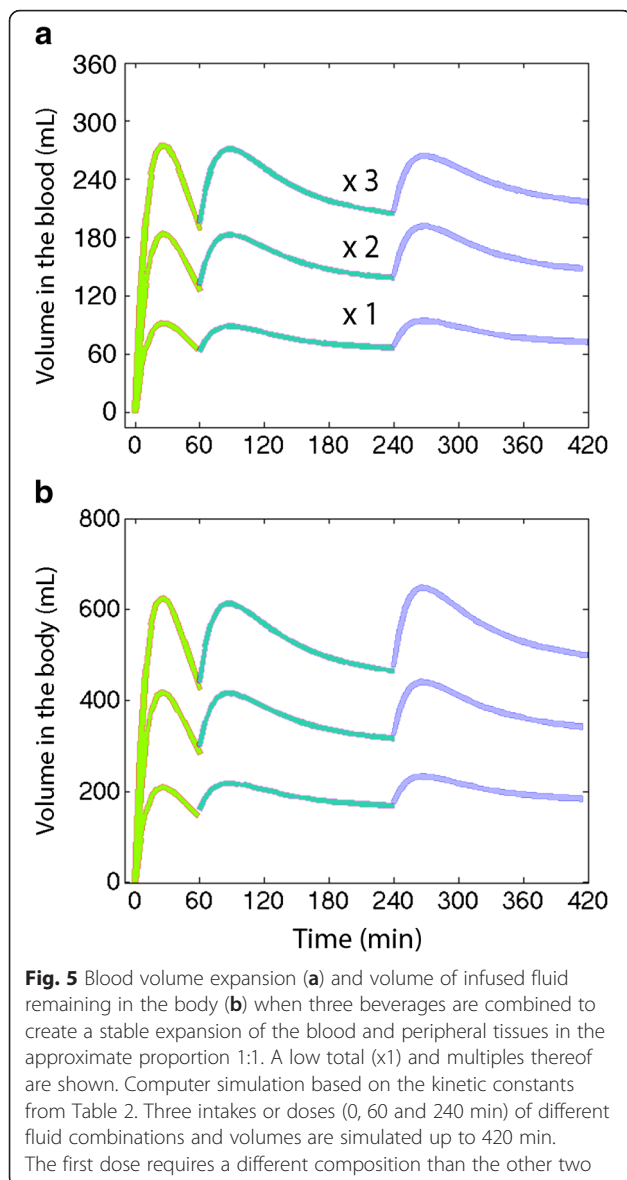 a
360
300
240
180
120
60
0
Volume in the blood (mL)
x 3
x 2
x 1
0 60 120 180 240 300 360 420
b
800
600
400
200
0
Volume in the body (mL)
0 60 120 180 240 300 360 420
Time (min)
Fig. 5 Blood volume expansion (a) and volume of infused fluid
remaining in the body (b) when three beverages are combined to
create a stable expansion of the blood and peripheral tissues in the
approximate proportion 1:1. A low total (x1) and multiples thereof
are shown. Computer simulation based on the kinetic constants
from Table 2. Three intakes or doses (0, 60 and 240 min) of different
fluid combinations and volumes are simulated up to 420 min.
The first dose requires a different composition than the other two